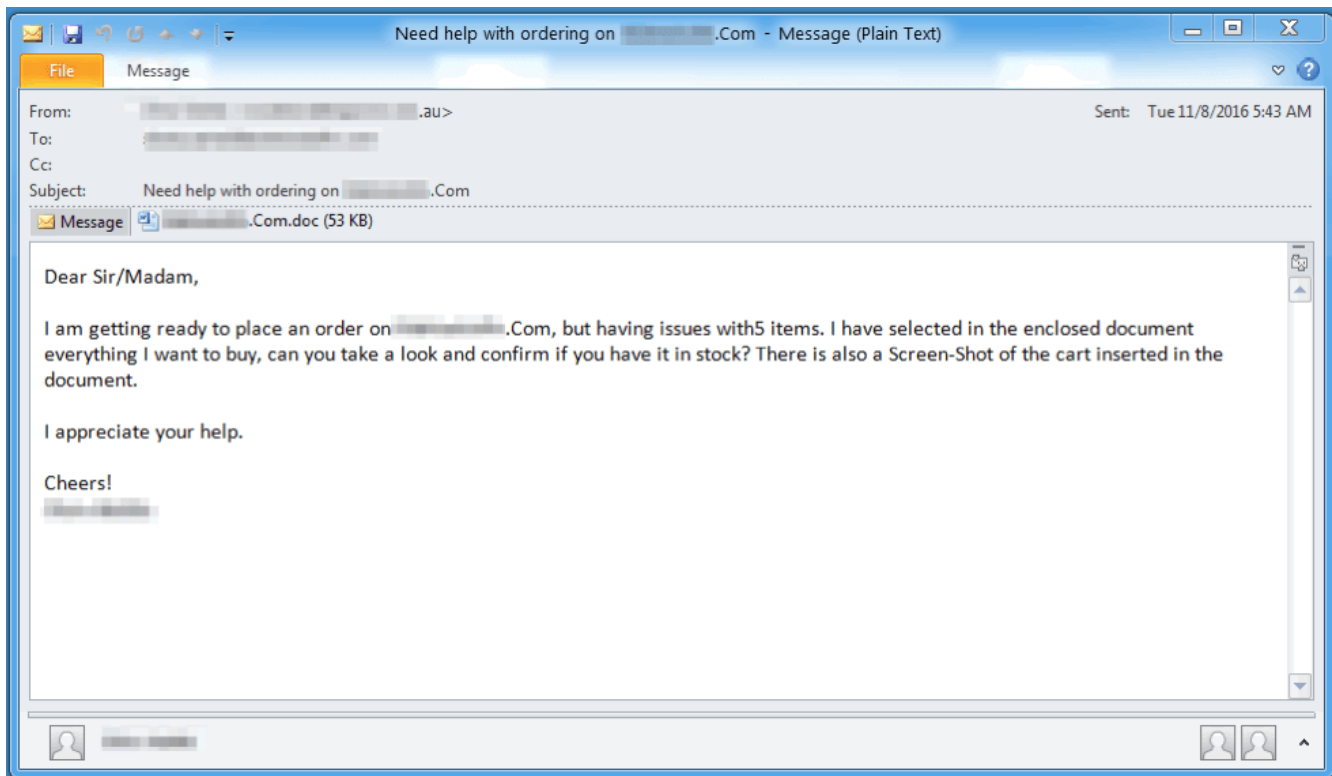 Need help with ordering on .Com - Message (Plain Text)
File Message
From: .au> Sent: Tue 11/8/2016 5:43 AM
To:
Cc:
Subject: Need help with ordering on .Com
Message .Com.doc (53 KB)
Dear Sir/Madam,
I am getting ready to place an order on .Com, but having issues with5 items. I have selected in the enclosed document
everything I want to buy, can you take a look and confirm if you have it in stock? There is also a Screen-Shot of the cart inserted in the
document.
I appreciate your help.
Cheers!